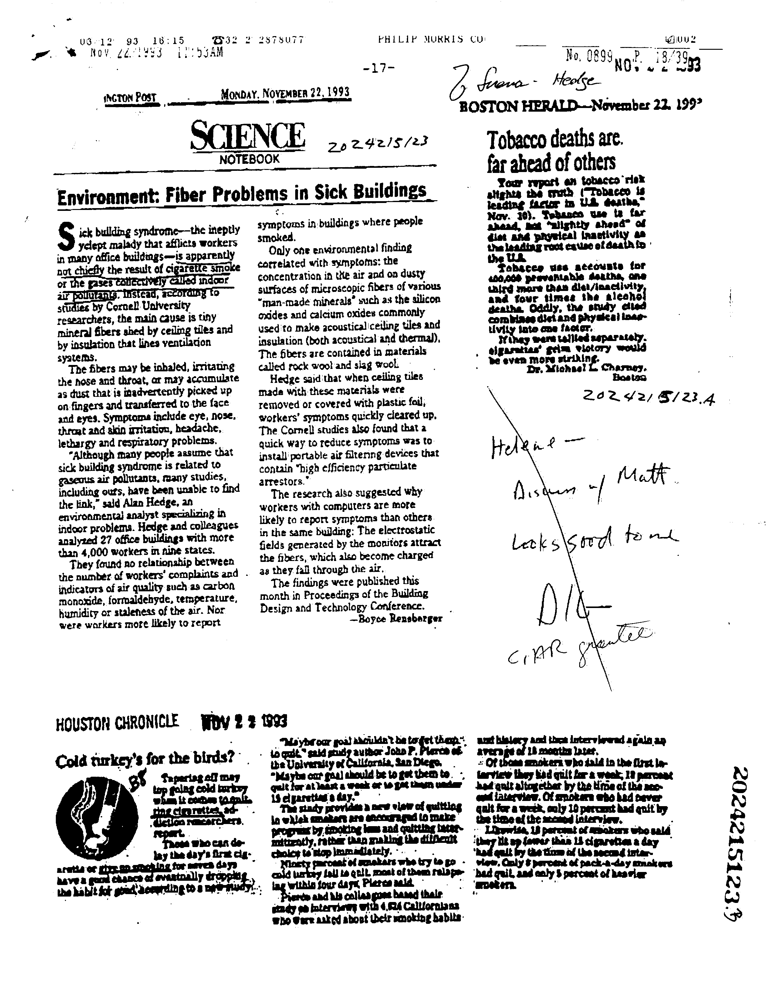 03/12 93 16:15 ☎32 2 2878077 PHILIP MORRIS CO 002
Nov 22 1993 11:53AM No. 0899 P. 18/39
-17-
INGTON POST MONDAY, NOVEMBER 22, 1993
SCIENCE
NOTEBOOK
2024215123
Environment: Fiber Problems in Sick Buildings
Sick building syndrome—the ineptly
yclept malady that afflicts workers
in many office buildings—is apparently
not chiefly the result of cigarette smoke
or the gases collectively called indoor
air pollutants. Instead, according to
studies by Cornell University
researchers, the main cause is tiny
mineral fibers shed by ceiling tiles and
by insulation that lines ventilation
systems.
The fibers may be inhaled, irritating
the nose and throat, or may accumulate
as dust that is inadvertently picked up
on fingers and transferred to the face
and eyes. Symptoms include eye, nose,
throat and skin irritation, headache,
lethargy and respiratory problems.
"Although many people assume that
sick building syndrome is related to
gaseous air pollutants, many studies,
including ours, have been unable to find
the link," said Alan Hedge, an
environmental analyst specializing in
indoor problems. Hedge and colleagues
analyzed 27 office buildings with more
than 4,000 workers in nine states.
They found no relationship between
the number of workers' complaints and
indicators of air quality such as carbon
monoxide, formaldehyde, temperature,
humidity or staleness of the air. Nor
were workers more likely to report
symptoms in buildings where people
smoked.
Only one environmental finding
correlated with symptoms: the
concentration in the air and on dusty
surfaces of microscopic fibers of various
"man-made minerals" such as the silicon
oxides and calcium oxides commonly
used to make acoustical ceiling tiles and
insulation (both acoustical and thermal).
The fibers are contained in materials
called rock wool and slag wool.
Hedge said that when ceiling tiles
made with these materials were
removed or covered with plastic foil,
workers' symptoms quickly cleared up.
The Cornell studies also found that a
quick way to reduce symptoms was to
install portable air filtering devices that
contain "high efficiency particulate
arrestors."
The research also suggested why
workers with computers are more
likely to report symptoms than others
in the same building: The electrostatic
fields generated by the monitors attract
the fibers, which also become charged
as they fall through the air.
The findings were published this
month in Proceedings of the Building
Design and Technology Conference.
—Boyce Rensberger
Hedge
BOSTON HERALD—November 22, 199
Tobacco deaths are
far ahead of others
Your report on tobacco risk
slights the truth ("Tobacco is
leading factor in U.S. deaths,"
Nov. 10). Tobacco use is far
ahead, not "slightly ahead" of
diet and physical inactivity as
the leading root cause of death in
the U.S.
Tobacco use accounts for
400,000 preventable deaths, one
third more than diet/inactivity,
and four times the alcohol
deaths. Oddly, the study cited
combines diet and physical inac-
tivity into one factor.
If they were tallied separately,
cigarettes' grim victory would
be even more striking.
Dr. Michael L. Charney,
Boston
2024215123.A
Helene —
Discuss w/ Matt
Looks good to me
CIAR grantee
HOUSTON CHRONICLE NOV 2 2 1993
Cold turkey's for the birds?
Tapering off may
top going cold turkey
when it comes to quit-
ting cigarettes, ad-
diction researchers
report.
Those who can de-
lay the day's first cig-
arette or give up smoking for seven days
have a good chance of eventually dropping
the habit for good, according to a new study.
"Maybe our goal shouldn't be to get them
to quit," said study author John P. Pierce of
the University of California, San Diego.
"Maybe our goal should be to get them to
quit for at least a week or to get them under
15 cigarettes a day."
The study provides a new view of quitting
in which smokers are encouraged to make
progress by smoking less and quitting inter-
mittently, rather than making the difficult
choice to stop immediately.
Ninety percent of smokers who try to go
cold turkey fail to quit, most of them relaps-
ing within four days, Pierce said.
Pierce and his colleagues based their
study on interviews with 4,624 Californians
who were asked about their smoking habits
and history and then interviewed again an
average of 18 months later.
Of those smokers who said in the first in-
terview they had quit for a week, 18 percent
had quit altogether by the time of the sec-
ond interview. Of smokers who had never
quit for a week, only 10 percent had quit by
the time of the second interview.
Likewise, 18 percent of smokers who said
they lit up fewer than 15 cigarettes a day
had quit by the time of the second inter-
view. Only 8 percent of pack-a-day smokers
had quit, and only 5 percent of heavier
smokers.
2024215123.B